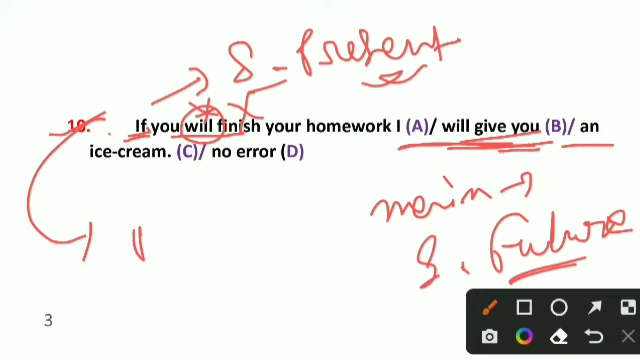 S. Present
10. If you will finish your homework I (A)/ will give you (B)/ an
ice-cream. (C)/ no error (D)
main →
S. Future
3